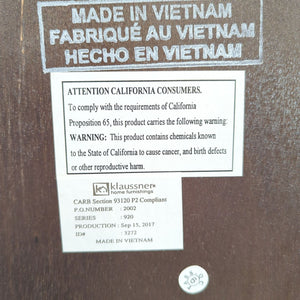 MADE IN VIETNAM
FABRIQUÉ AU VIETNAM
HECHO EN VIETNAM
ATTENTION CALIFORNIA CONSUMERS.
To comply with the requirements of California
Proposition 65, this product carries the following warning:
WARNING: This product contains chemicals known
to the State of California to cause cancer, and birth defects
or other reproductive harm.
klaussner
home furnishings
CARB Section 93120 P2 Compliant
P.G.NUMBER : 2002
SERIES : 920
PRODUCTION : Sep 15, 2017
ID# : 3272
MADE IN VIETNAM